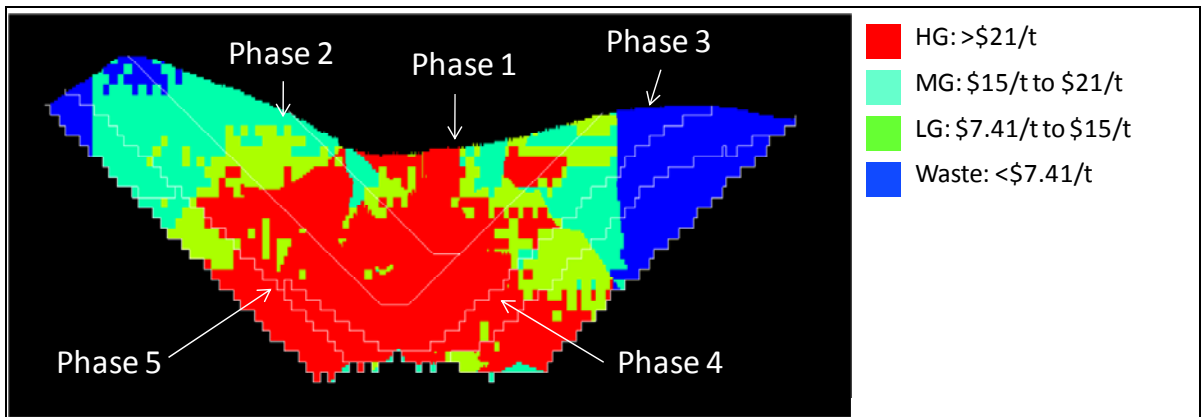 Phase 2
Phase 1
Phase 3
Phase 5
Phase 4
HG: >$21/t
MG: $15/t to $21/t
LG: $7.41/t to $15/t
Waste: <$7.41/t